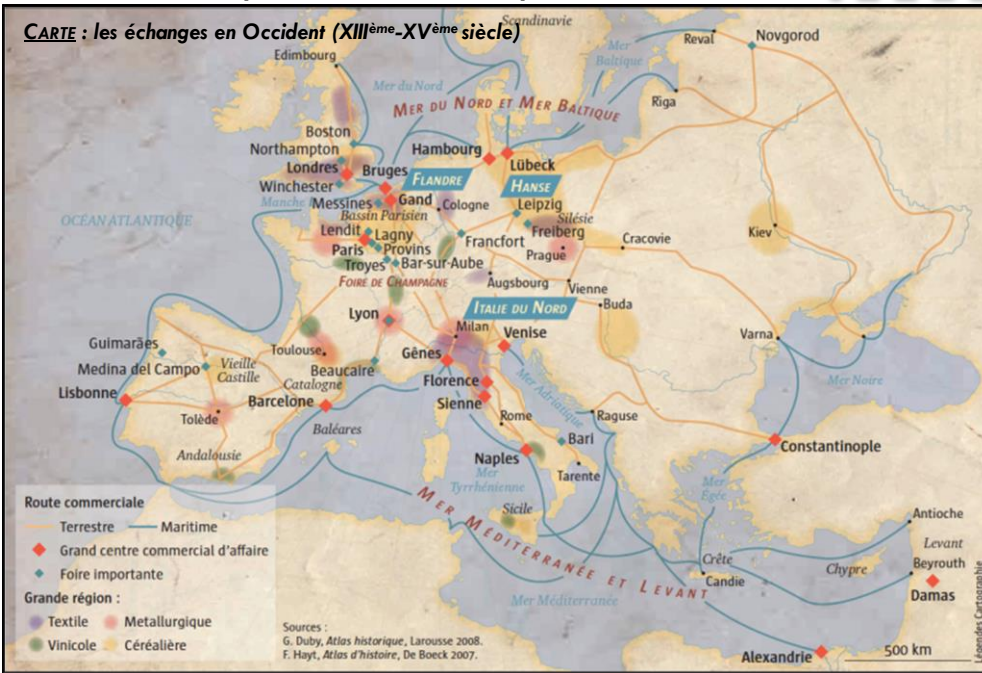 CARTE : les échanges en Occident (XIIIème-XVème siècle)
Scandinavie
Edimbourg
Mer du Nord
Mer
Baltique
Reval
Novgorod
Riga
MER DU NORD ET MER BALTIQUE
Boston
Northampton
Londres
Winchester
Manche
Bruges
Messines
Gand
FLANDRE
Hambourg
Lübeck
HANSE
Leipzig
Cologne
Silésie
Freiberg
Prague
Francfort
Cracovie
Kiev
OCÉAN ATLANTIQUE
Bassin Parisien
Lendit
Lagny
Paris
Provins
Troyes
Bar-sur-Aube
FOIRE DE CHAMPAGNE
Augsbourg
Vienne
Buda
ITALIE DU NORD
Lyon
Milan
Venise
Varna
Mer Noire
Guimarães
Medina del Campo
Vieille
Castille
Toulouse
Beaucaire
Catalogne
Gênes
Florence
Sienne
Mer Adriatique
Lisbonne
Tolède
Barcelone
Baléares
Rome
Raguse
Bari
Constantinople
Andalousie
Naples
Mer
Tyrrhénienne
Tarente
Mer
Égée
Sicile
MER MÉDITERRANÉE ET LEVANT
Antioche
Levant
Crête
Candie
Chypre
Beyrouth
Damas
Mer Méditerranée
Alexandrie
500 km
Route commerciale
Terrestre
Maritime
Grand centre commercial d'affaire
Foire importante
Grande région :
Textile
Metallurgique
Vinicole
Céréalière
Sources :
G. Duby, Atlas historique, Larousse 2008.
F. Hayt, Atlas d'histoire, De Boeck 2007.
Légendes Cartographie